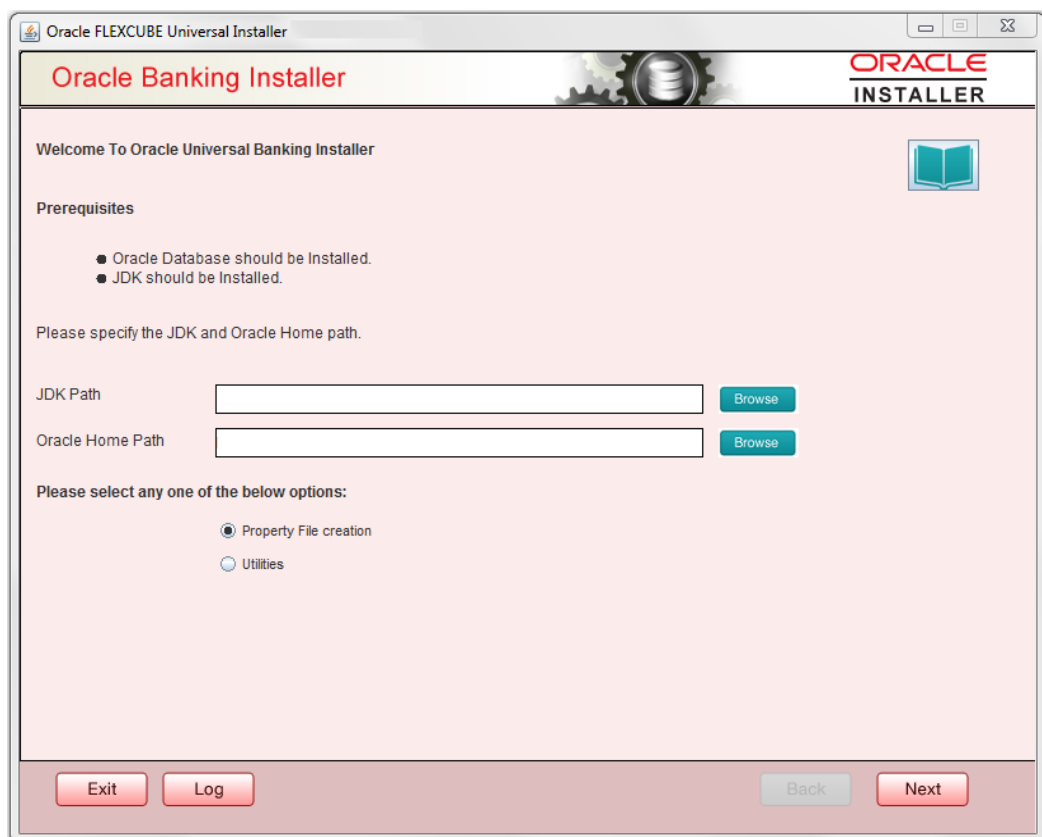 Oracle FLEXCUBE Universal Installer
Oracle Banking Installer
ORACLE
INSTALLER
Welcome To Oracle Universal Banking Installer
Prerequisites
Oracle Database should be Installed.
JDK should be Installed.
Please specify the JDK and Oracle Home path.
JDK Path
Browse
Oracle Home Path
Browse
Please select any one of the below options:
Property File creation
Utilities
Exit
Log
Back
Next